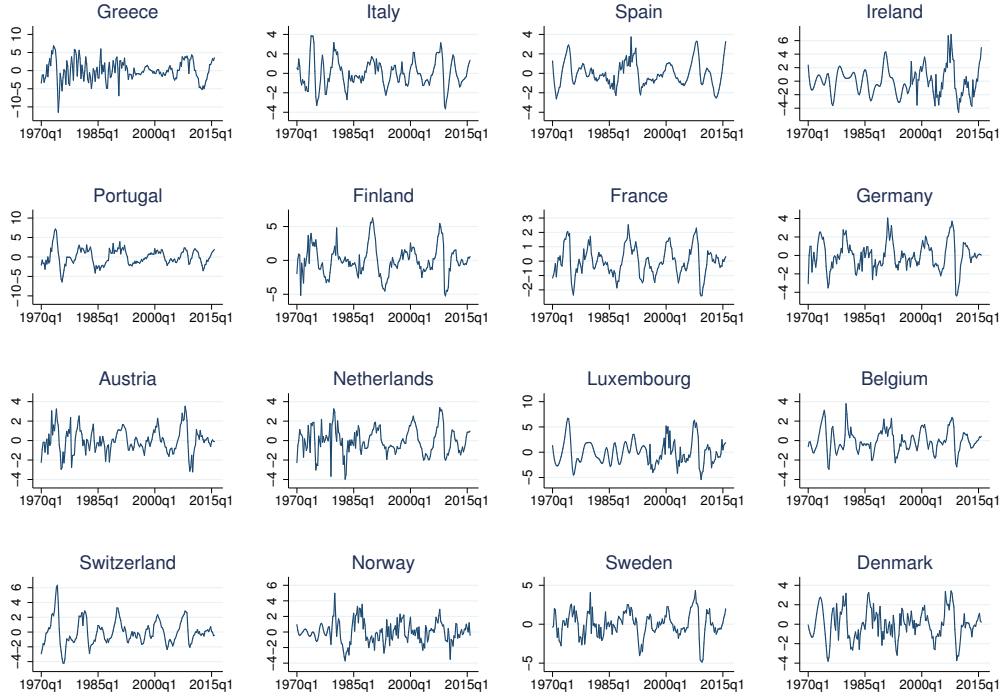 Greece Italy Spain Ireland
10 5 0 −5 −10
4 2 0 −2 −4
4 2 0 −2 −4
6 4 2 0 −2 −4
1970q1 1985q1 2000q1 2015q1
1970q1 1985q1 2000q1 2015q1
1970q1 1985q1 2000q1 2015q1
1970q1 1985q1 2000q1 2015q1
Portugal Finland France Germany
10 5 0 −5 −10
5 0 −5
3 2 1 0 −1 −2
4 2 0 −2 −4
1970q1 1985q1 2000q1 2015q1
1970q1 1985q1 2000q1 2015q1
1970q1 1985q1 2000q1 2015q1
1970q1 1985q1 2000q1 2015q1
Austria Netherlands Luxembourg Belgium
4 2 0 −2 −4
4 2 0 −2 −4
10 5 0 −5
4 2 0 −2 −4
1970q1 1985q1 2000q1 2015q1
1970q1 1985q1 2000q1 2015q1
1970q1 1985q1 2000q1 2015q1
1970q1 1985q1 2000q1 2015q1
Switzerland Norway Sweden Denmark
6 4 2 0 −2 −4
6 4 2 0 −2 −4
5 0 −5
4 2 0 −2 −4
1970q1 1985q1 2000q1 2015q1
1970q1 1985q1 2000q1 2015q1
1970q1 1985q1 2000q1 2015q1
1970q1 1985q1 2000q1 2015q1